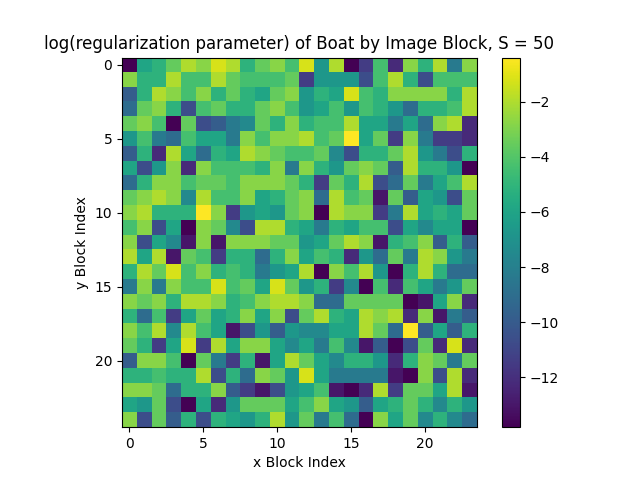 log(regularization parameter) of Boat by Image Block, S = 50
0
5
10
15
20
y Block Index
0 5 10 15 20
x Block Index
−2
−4
−6
−8
−10
−12